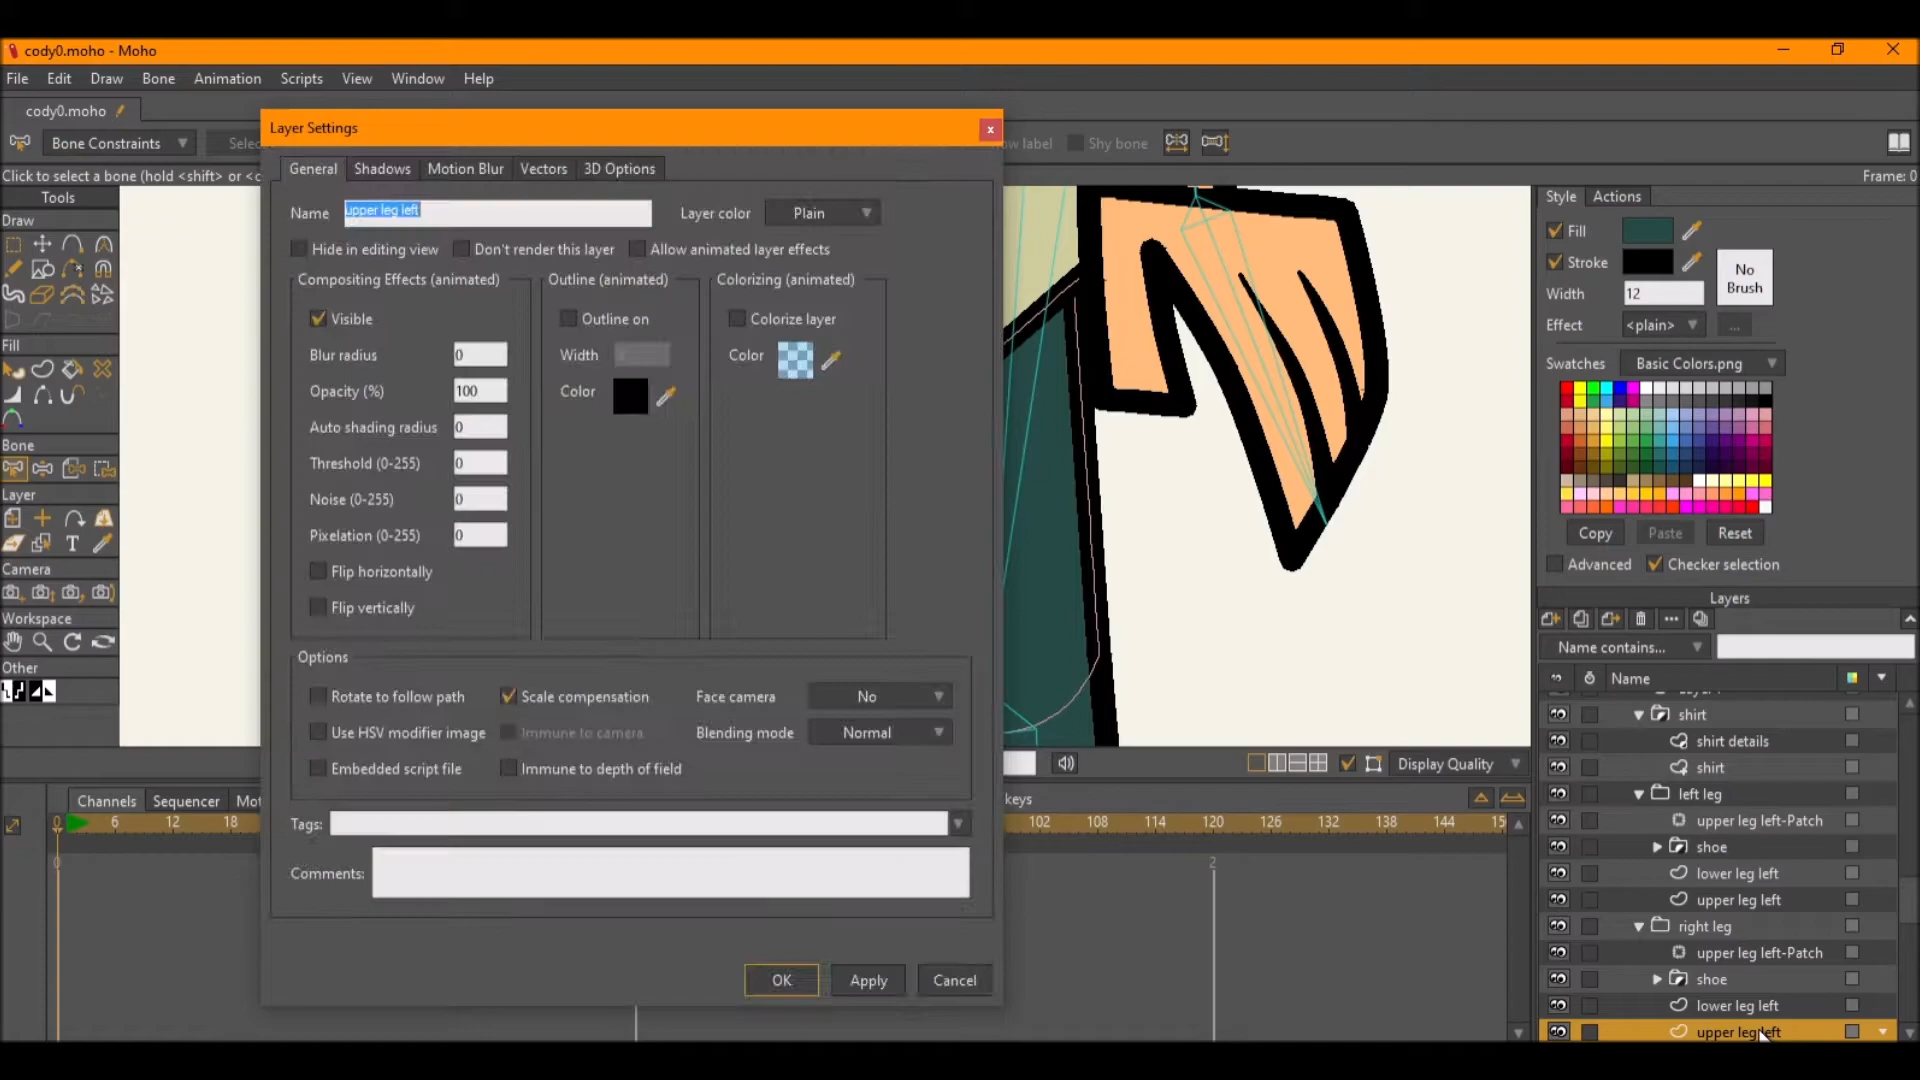 cody0.moho - Moho
File Edit Draw Bone Animation Scripts View Window Help
cody0.moho
Bone Constraints
Shy bone
Click to select a bone (hold <shift> or
Frame: 0
Tools
Draw
Fill
Bone
Layer
Camera
Workspace
Other
Layer Settings
General Shadows Motion Blur Vectors 3D Options
Name upper leg left Layer color Plain
Hide in editing view Don't render this layer Allow animated layer effects
Compositing Effects (animated) Outline (animated) Colorizing (animated)
Visible Outline on Colorize layer
Blur radius 0 Width Color
Opacity (%) 100 Color
Auto shading radius 0
Threshold (0-255) 0
Noise (0-255) 0
Pixelation (0-255) 0
Flip horizontally
Flip vertically
Options
Rotate to follow path Scale compensation Face camera No
Use HSV modifier image Immune to camera Blending mode Normal
Embedded script file Immune to depth of field
Tags:
Comments:
OK Apply Cancel
Style Actions
Fill
Stroke
No Brush
Width 12
Effect <plain> ...
Swatches Basic Colors.png
Copy Paste Reset
Advanced Checker selection
Layers
Name contains...
Name
shirt
shirt details
shirt
left leg
upper leg left-Patch
shoe
lower leg left
upper leg left
right leg
upper leg left-Patch
shoe
lower leg left
upper leg left
Display Quality
Channels Sequencer
keys
0 6 12 18 102 108 114 120 126 132 138 144
0 2